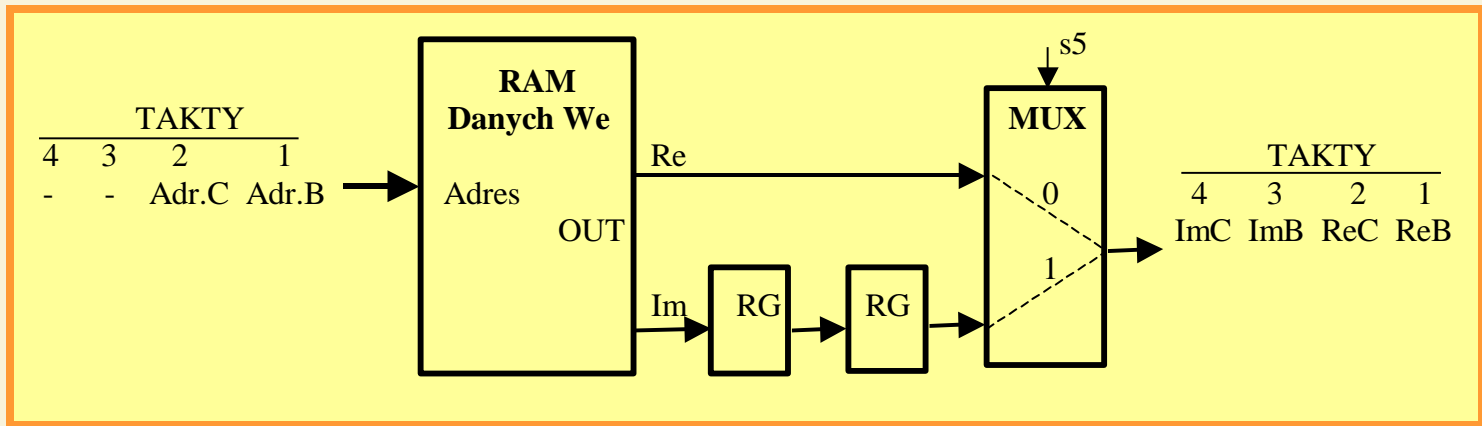 TAKTY
4 3 2 1
- - Adr.C Adr.B
RAM
Danych We
Adres
OUT
Re
Im
RG
RG
s5
MUX
0
1
TAKTY
4 3 2 1
ImC ImB ReC ReB